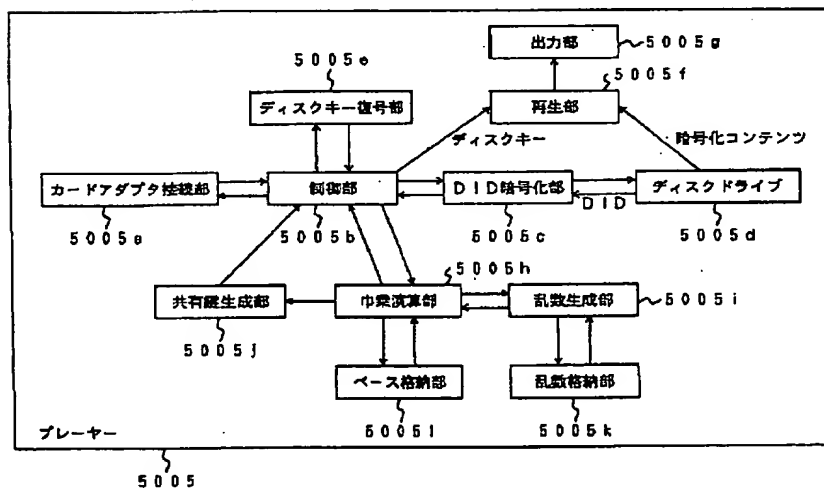 出力部
5005g
5005e
5005f
ディスクキー復号部
再生部
ディスクキー
暗号化コンテンツ
カードアダプタ接続部
制御部
DID暗号化部
ディスクドライブ
DID
5005a
5005b
5005c
5005d
5005h
共有鍵生成部
巾乗演算部
乱数生成部
5005i
5005j
ベース格納部
乱数格納部
5005l
5005k
プレーヤー
5005